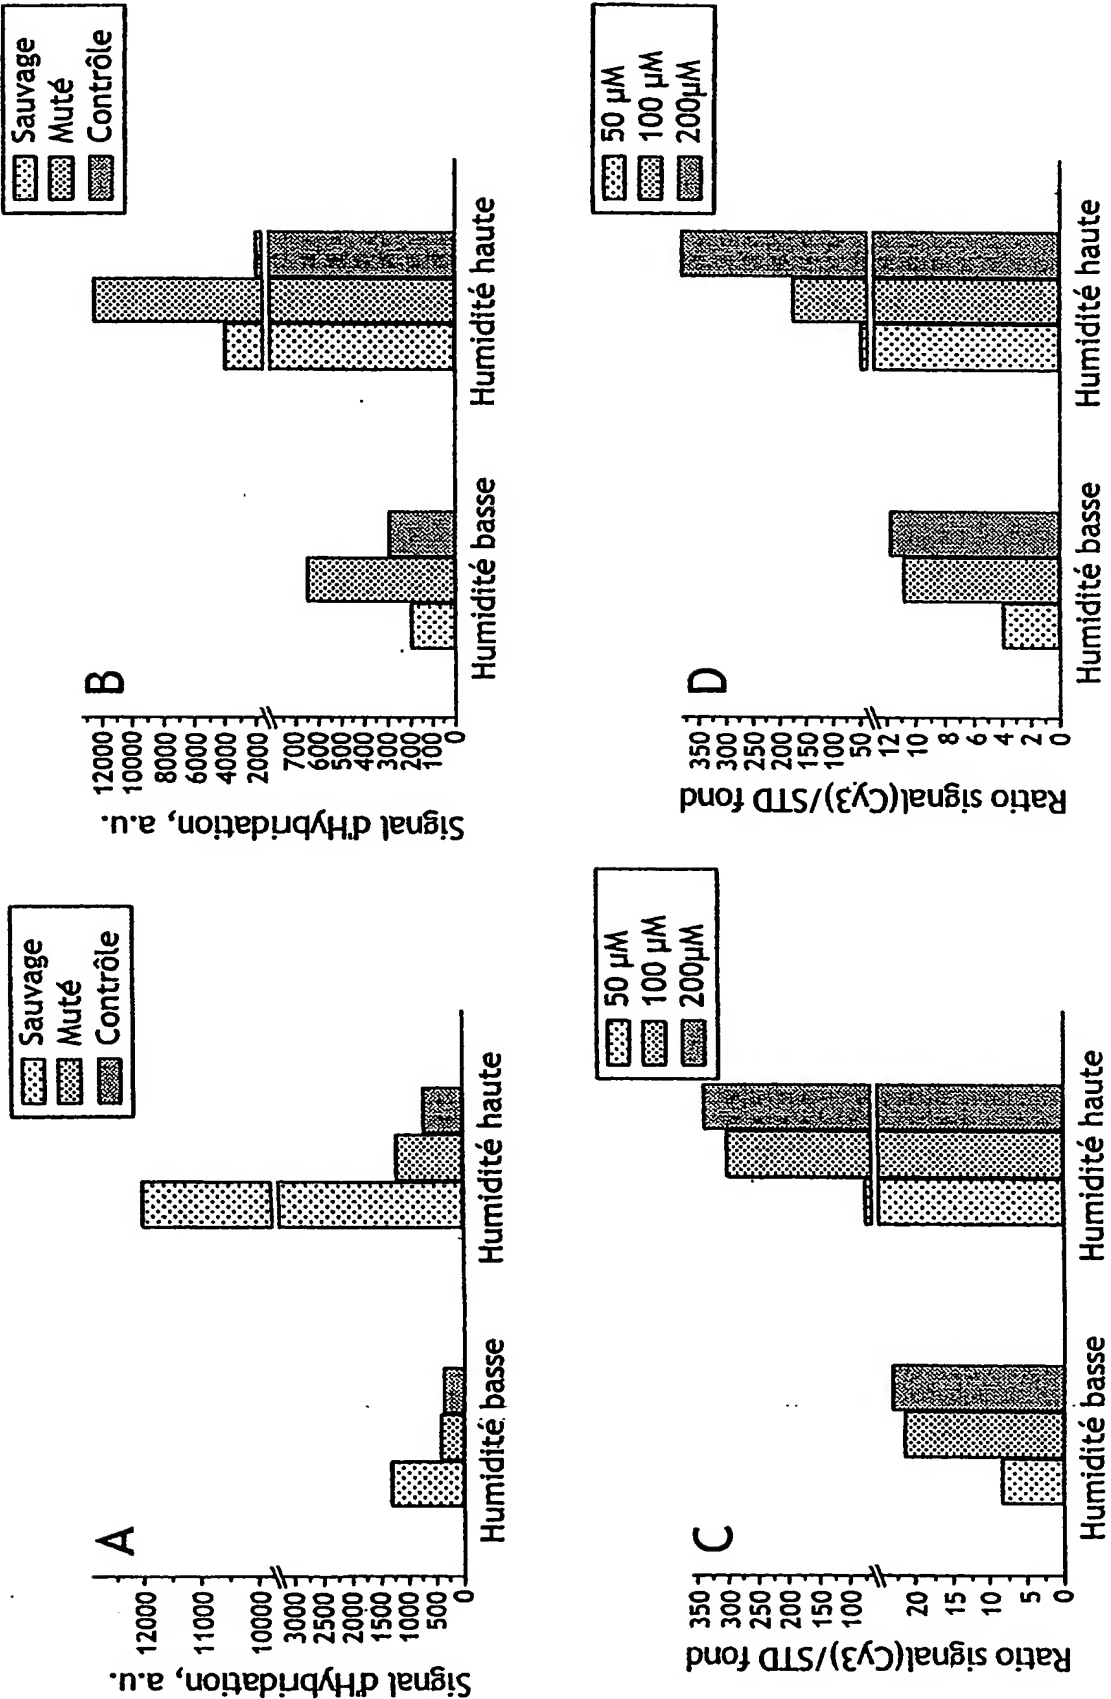 A
Sauvage
Muté
Contrôle
Signal d'Hybridation, a.u.
12000
11000
10000
3000
2500
2000
1500
1000
500
0
Humidité basse
Humidité haute
B
Sauvage
Muté
Contrôle
Signal d'Hybridation, a.u.
12000
10000
8000
6000
4000
2000
700
600
500
400
300
200
100
0
Humidité basse
Humidité haute
C
50 µM
100 µM
200µM
Ratio signal(Cy3)/STD fond
350
300
250
200
150
100
20
15
10
5
0
Humidité basse
Humidité haute
D
50 µM
100 µM
200µM
Ratio signal(Cy3)/STD fond
350
300
250
200
150
100
50
12
10
8
6
4
2
0
Humidité basse
Humidité haute